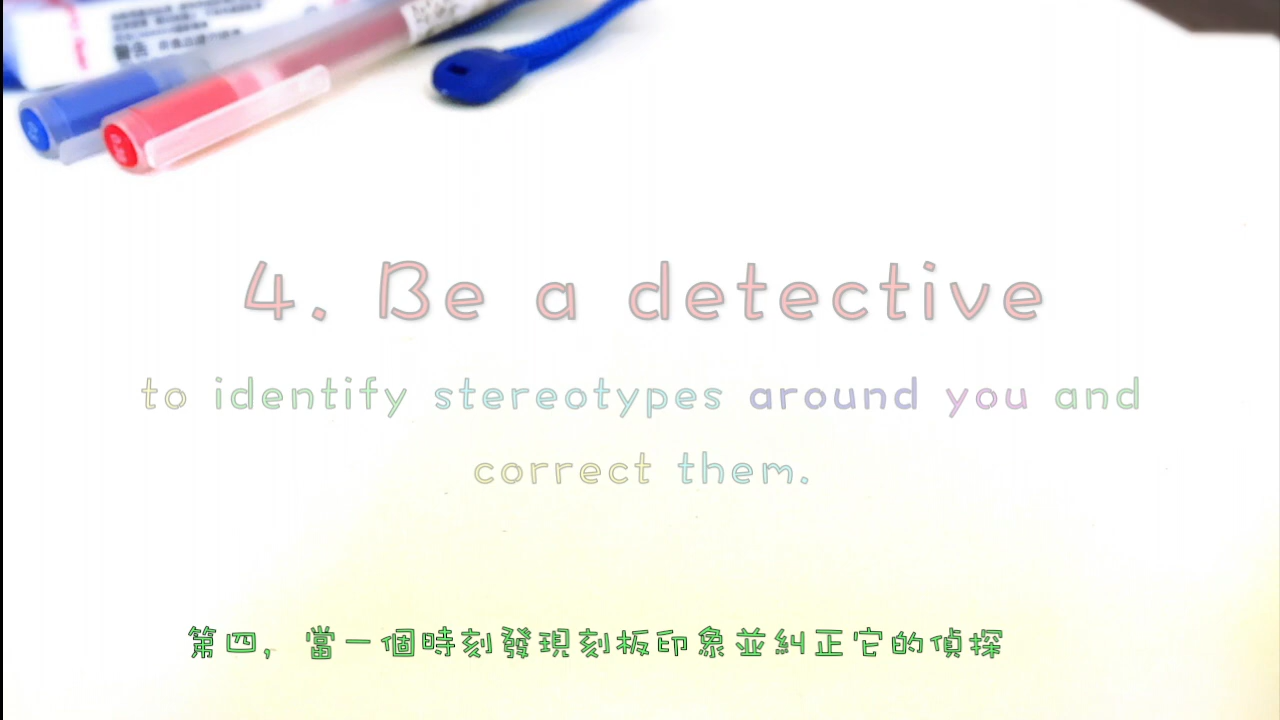 4. Be a detective
to identify stereotypes around you and
correct them.
第四，當一個時刻發現刻板印象並糾正它的偵探